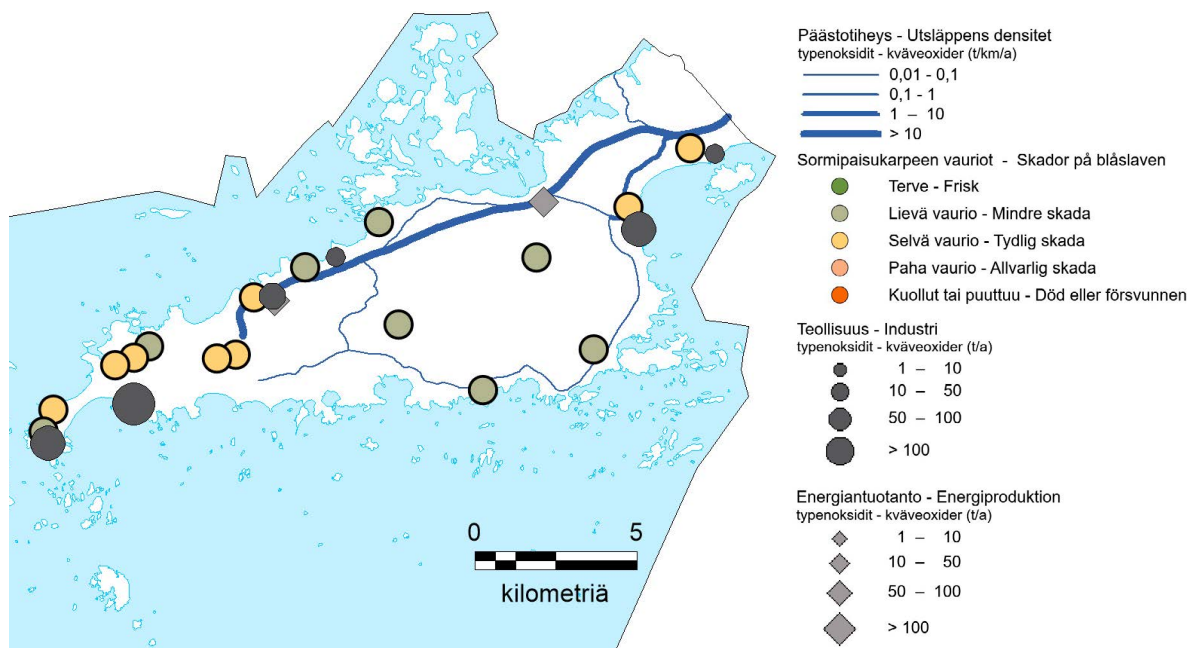 Päästotiheys - Utsläppens densitet
typenoksidit - kväveoxider (t/km/a)
0,01 - 0,1
0,1 - 1
1 – 10
> 10
Sormipaisukarpeen vauriot - Skador på blåslaven
Terve - Frisk
Lievä vaurio - Mindre skada
Selvä vaurio - Tydlig skada
Paha vaurio - Allvarlig skada
Kuollut tai puuttuu - Död eller försvunnen
Teollisuus - Industri
typenoksidit - kväveoxider (t/a)
1 – 10
10 – 50
50 – 100
> 100
Energiantuotanto - Energiproduktion
typenoksidit - kväveoxider (t/a)
1 – 10
10 – 50
50 – 100
> 100
0 5
kilometriä